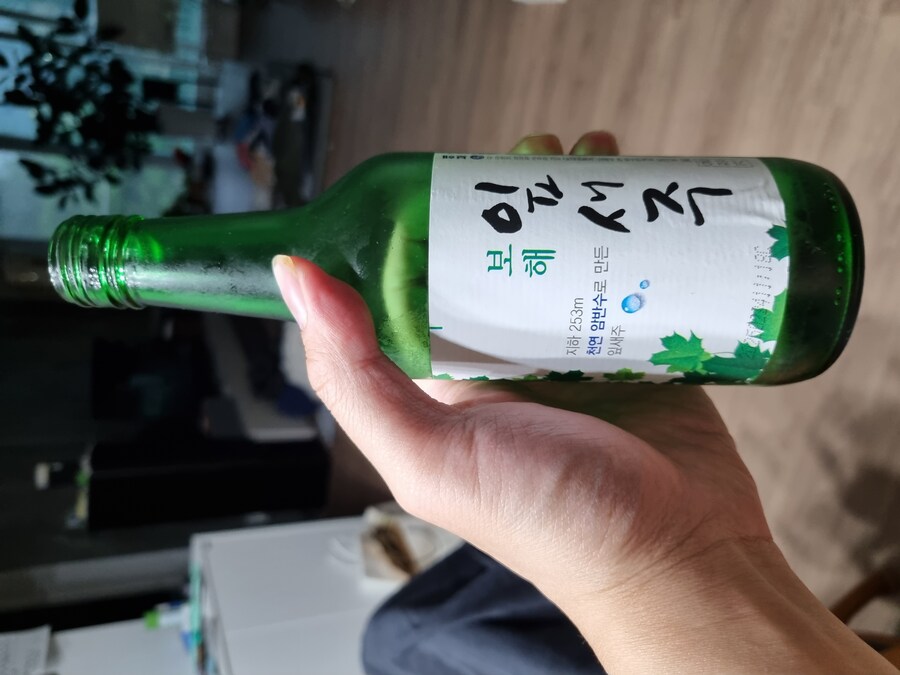 잎새주
보해
지하 253m
천연 암반수로 만든
잎새주